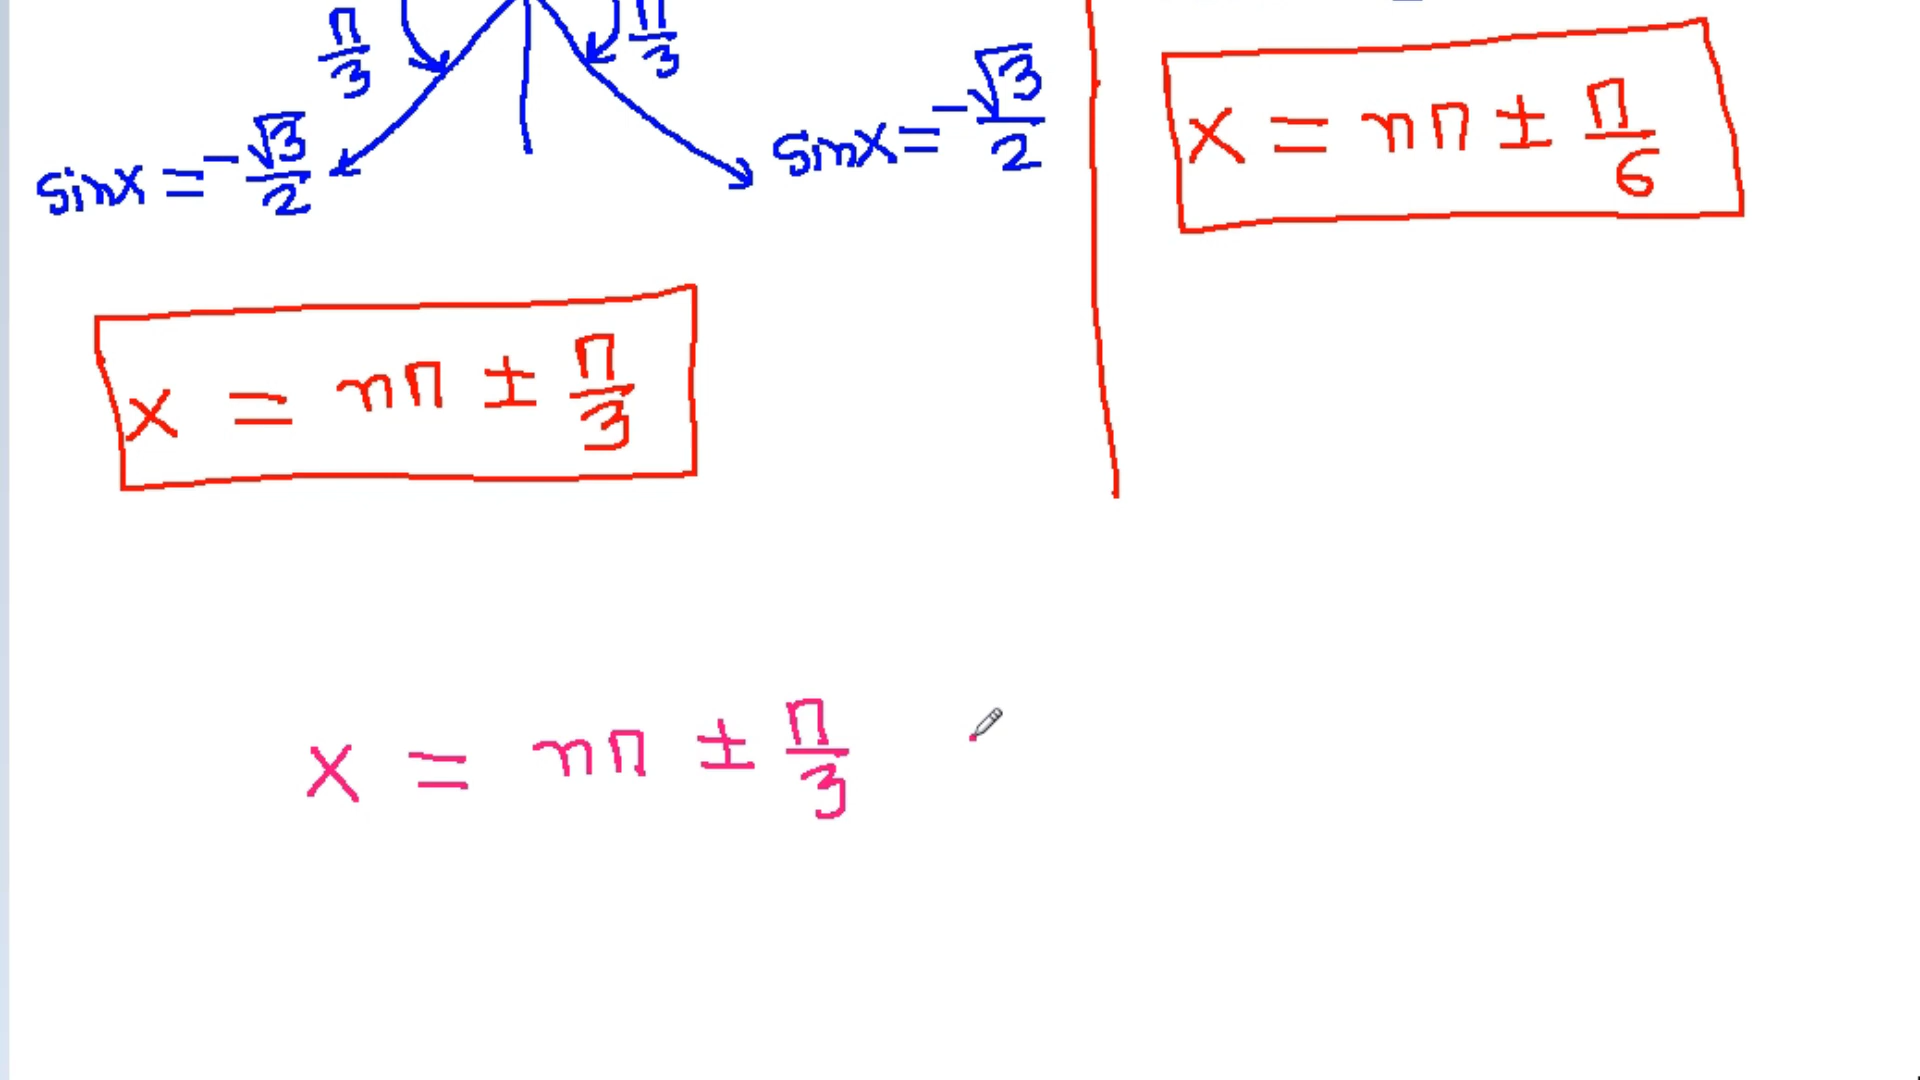 π/3 π/3
sinx = -√3/2 sinx = -√3/2
x = nπ ± π/6
x = nπ ± π/3
x = nπ ± π/3